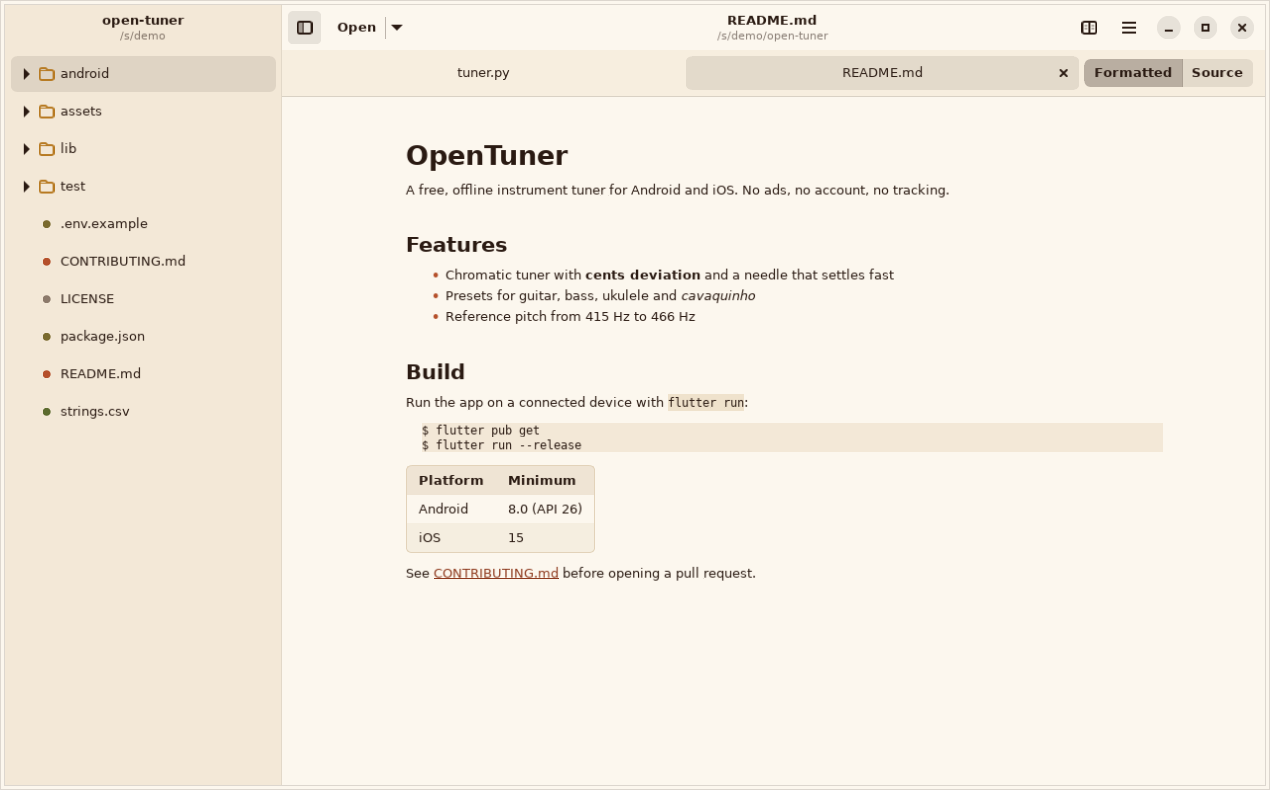 open-tuner
/s/demo
android
assets
lib
test
.env.example
CONTRIBUTING.md
LICENSE
package.json
README.md
strings.csv
Open
README.md
/s/demo/open-tuner
tuner.py
README.md
Formatted
Source
OpenTuner
A free, offline instrument tuner for Android and iOS. No ads, no account, no tracking.
Features
• Chromatic tuner with cents deviation and a needle that settles fast
• Presets for guitar, bass, ukulele and cavaquinho
• Reference pitch from 415 Hz to 466 Hz
Build
Run the app on a connected device with flutter run:
$ flutter pub get
$ flutter run --release
Platform Minimum
Android 8.0 (API 26)
iOS 15
See CONTRIBUTING.md before opening a pull request.